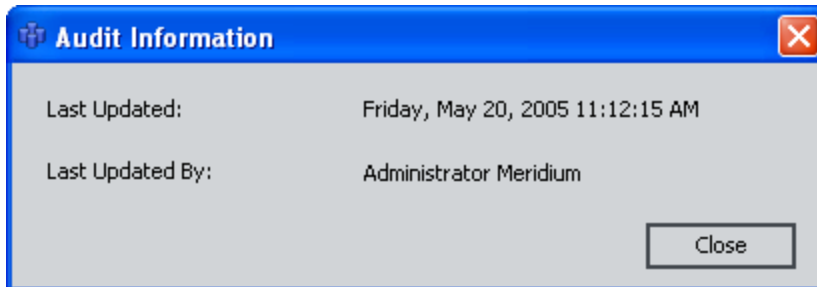 Audit Information
Last Updated: Friday, May 20, 2005 11:12:15 AM
Last Updated By: Administrator Meridium
Close